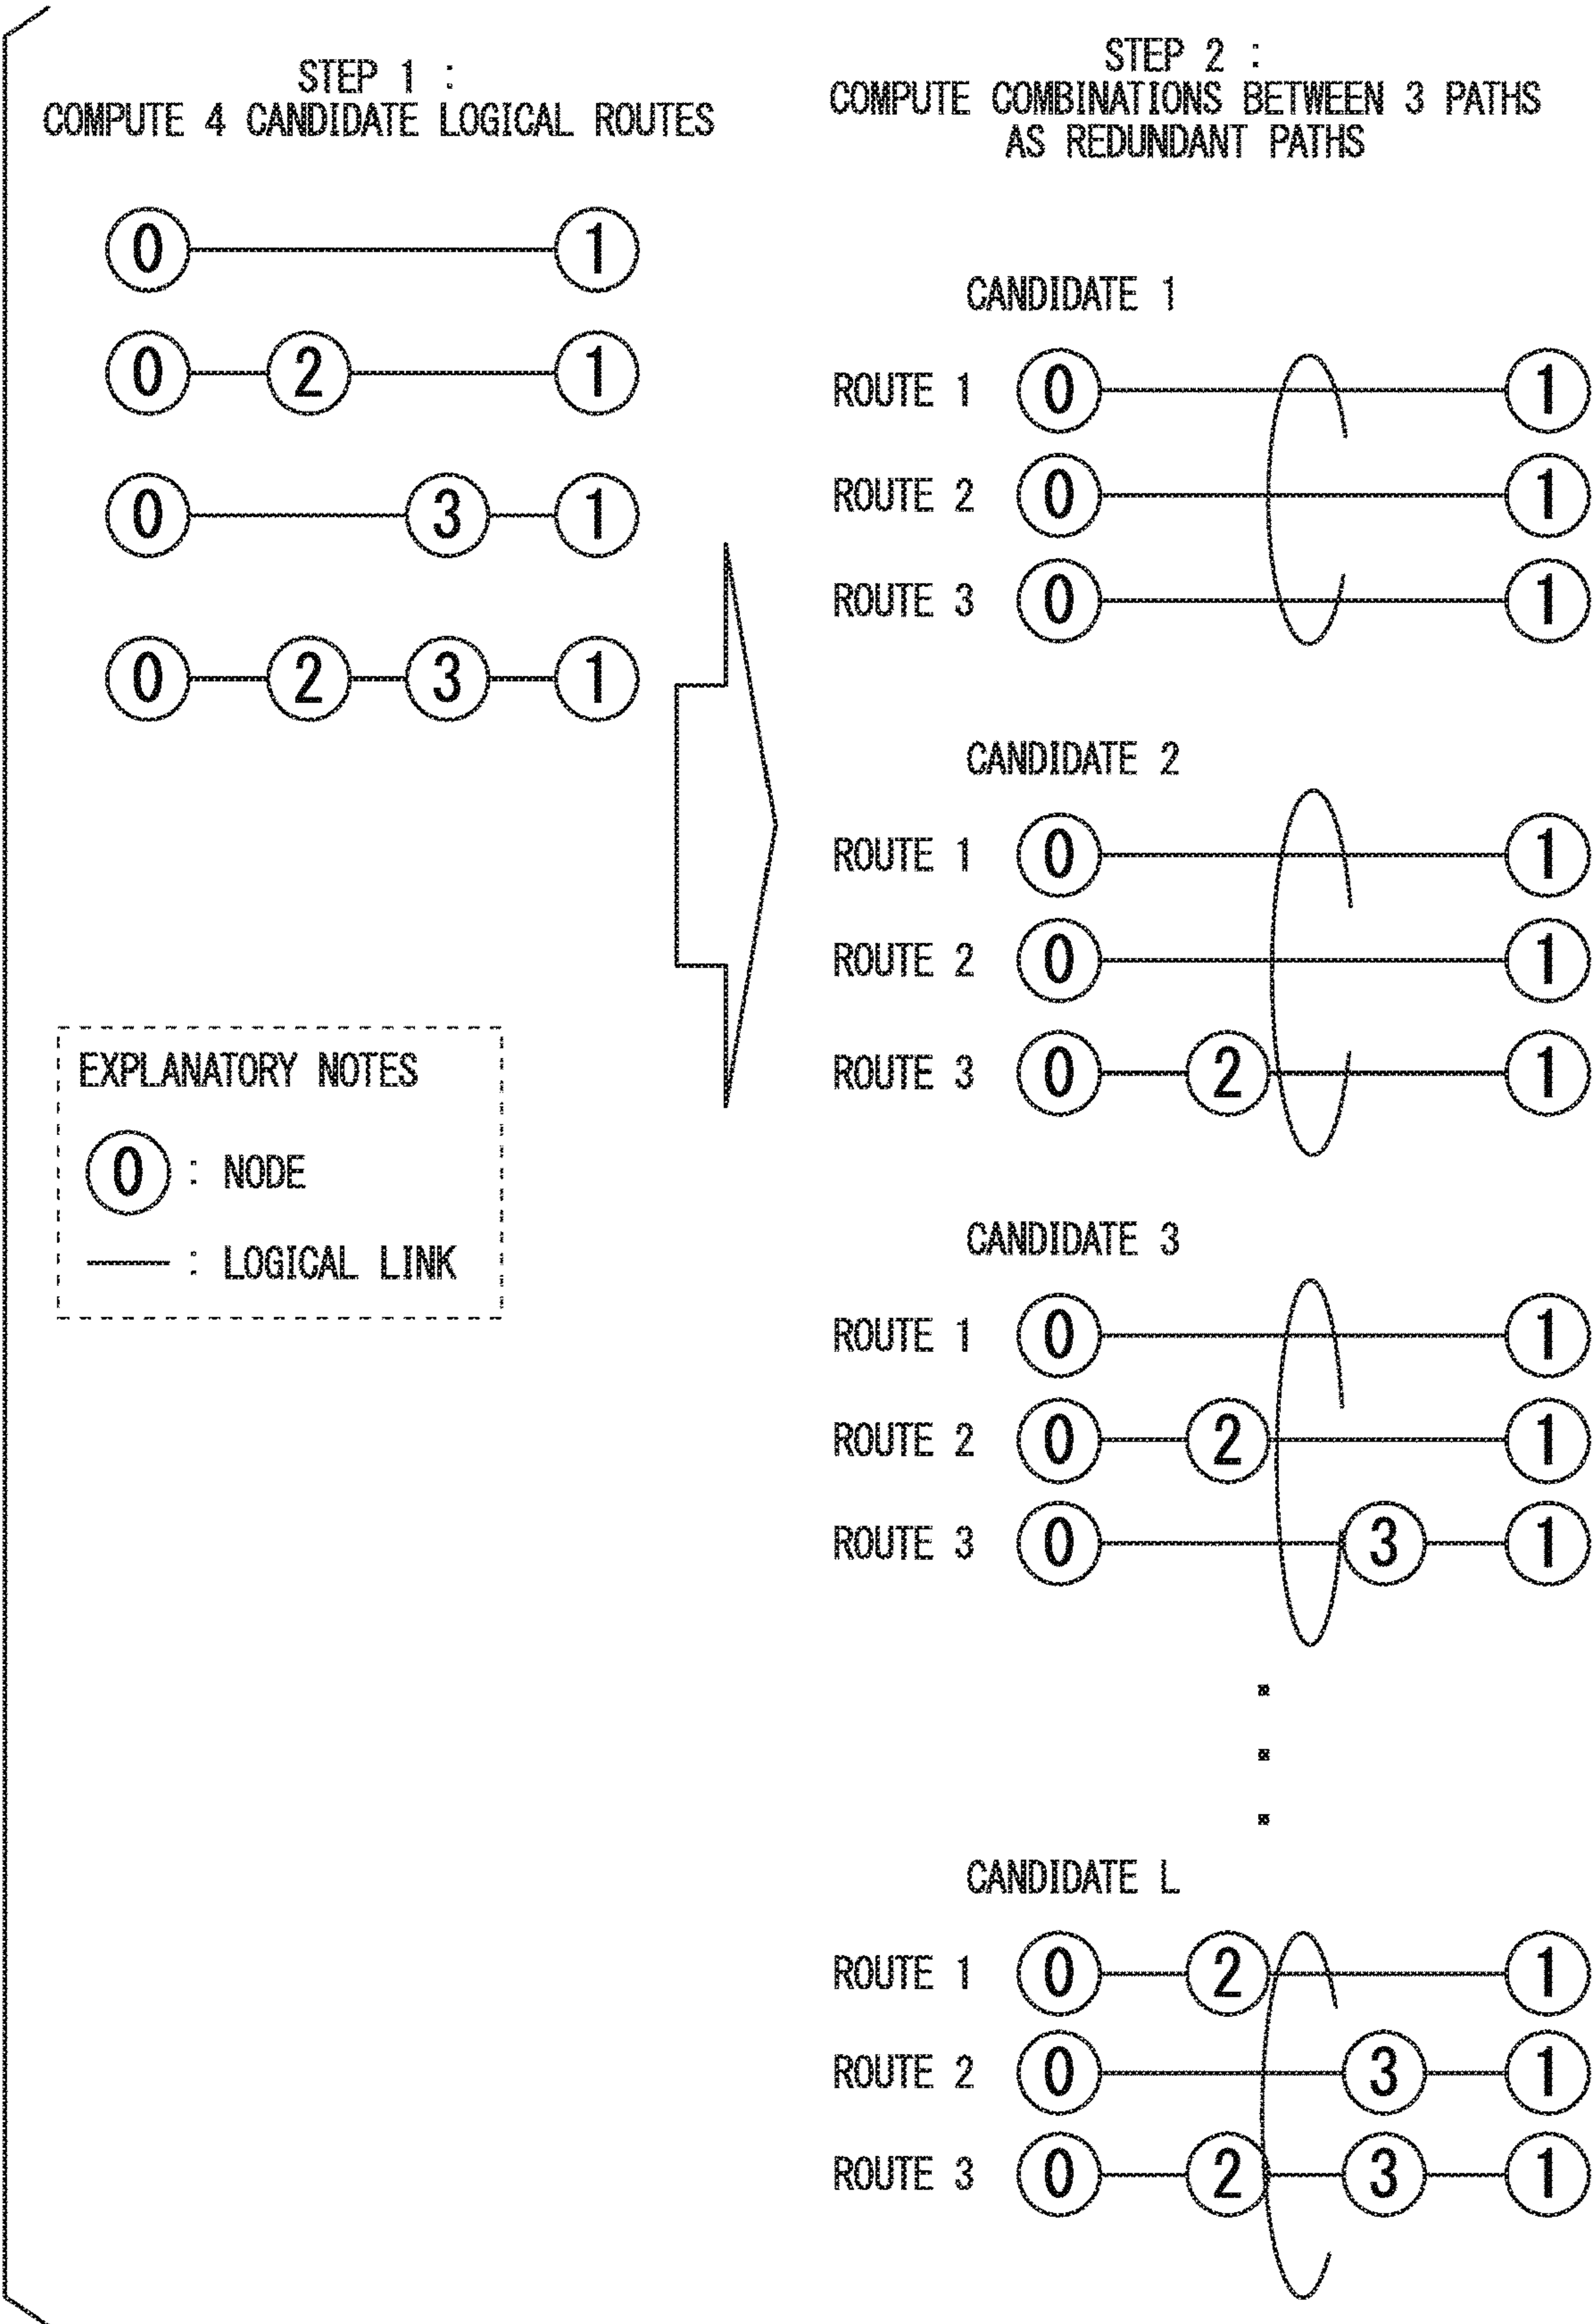 STEP 1 :
COMPUTE 4 CANDIDATE LOGICAL ROUTES
0 1
0 2 1
0 3 1
0 2 3 1
EXPLANATORY NOTES
0 : NODE
: LOGICAL LINK
STEP 2 :
COMPUTE COMBINATIONS BETWEEN 3 PATHS
AS REDUNDANT PATHS
CANDIDATE 1
ROUTE 1 0 1
ROUTE 2 0 1
ROUTE 3 0 1
CANDIDATE 2
ROUTE 1 0 1
ROUTE 2 0 1
ROUTE 3 0 2 1
CANDIDATE 3
ROUTE 1 0 1
ROUTE 2 0 2 1
ROUTE 3 0 3 1
CANDIDATE L
ROUTE 1 0 2 1
ROUTE 2 0 3 1
ROUTE 3 0 2 3 1